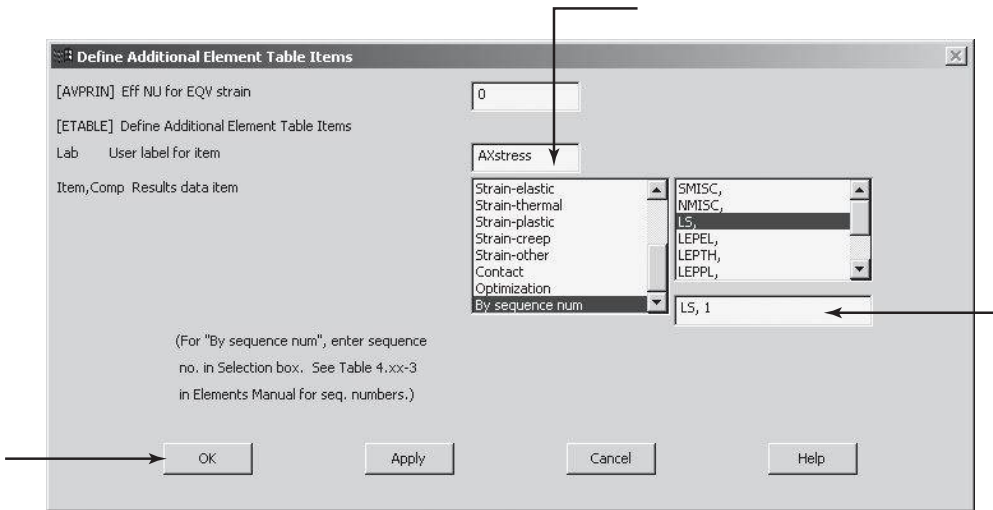 Define Additional Element Table Items
[AVPRIN] Eff NU for EQV strain 0
[ETABLE] Define Additional Element Table Items
Lab User label for item AXstress
Item,Comp Results data item
Strain-elastic
Strain-thermal
Strain-plastic
Strain-creep
Strain-other
Contact
Optimization
By sequence num
SMISC,
NMISC,
LS,
LEPEL,
LEPTH,
LEPPL,
LS, 1
(For "By sequence num", enter sequence
no. in Selection box. See Table 4.xx-3
in Elements Manual for seq. numbers.)
OK Apply Cancel Help